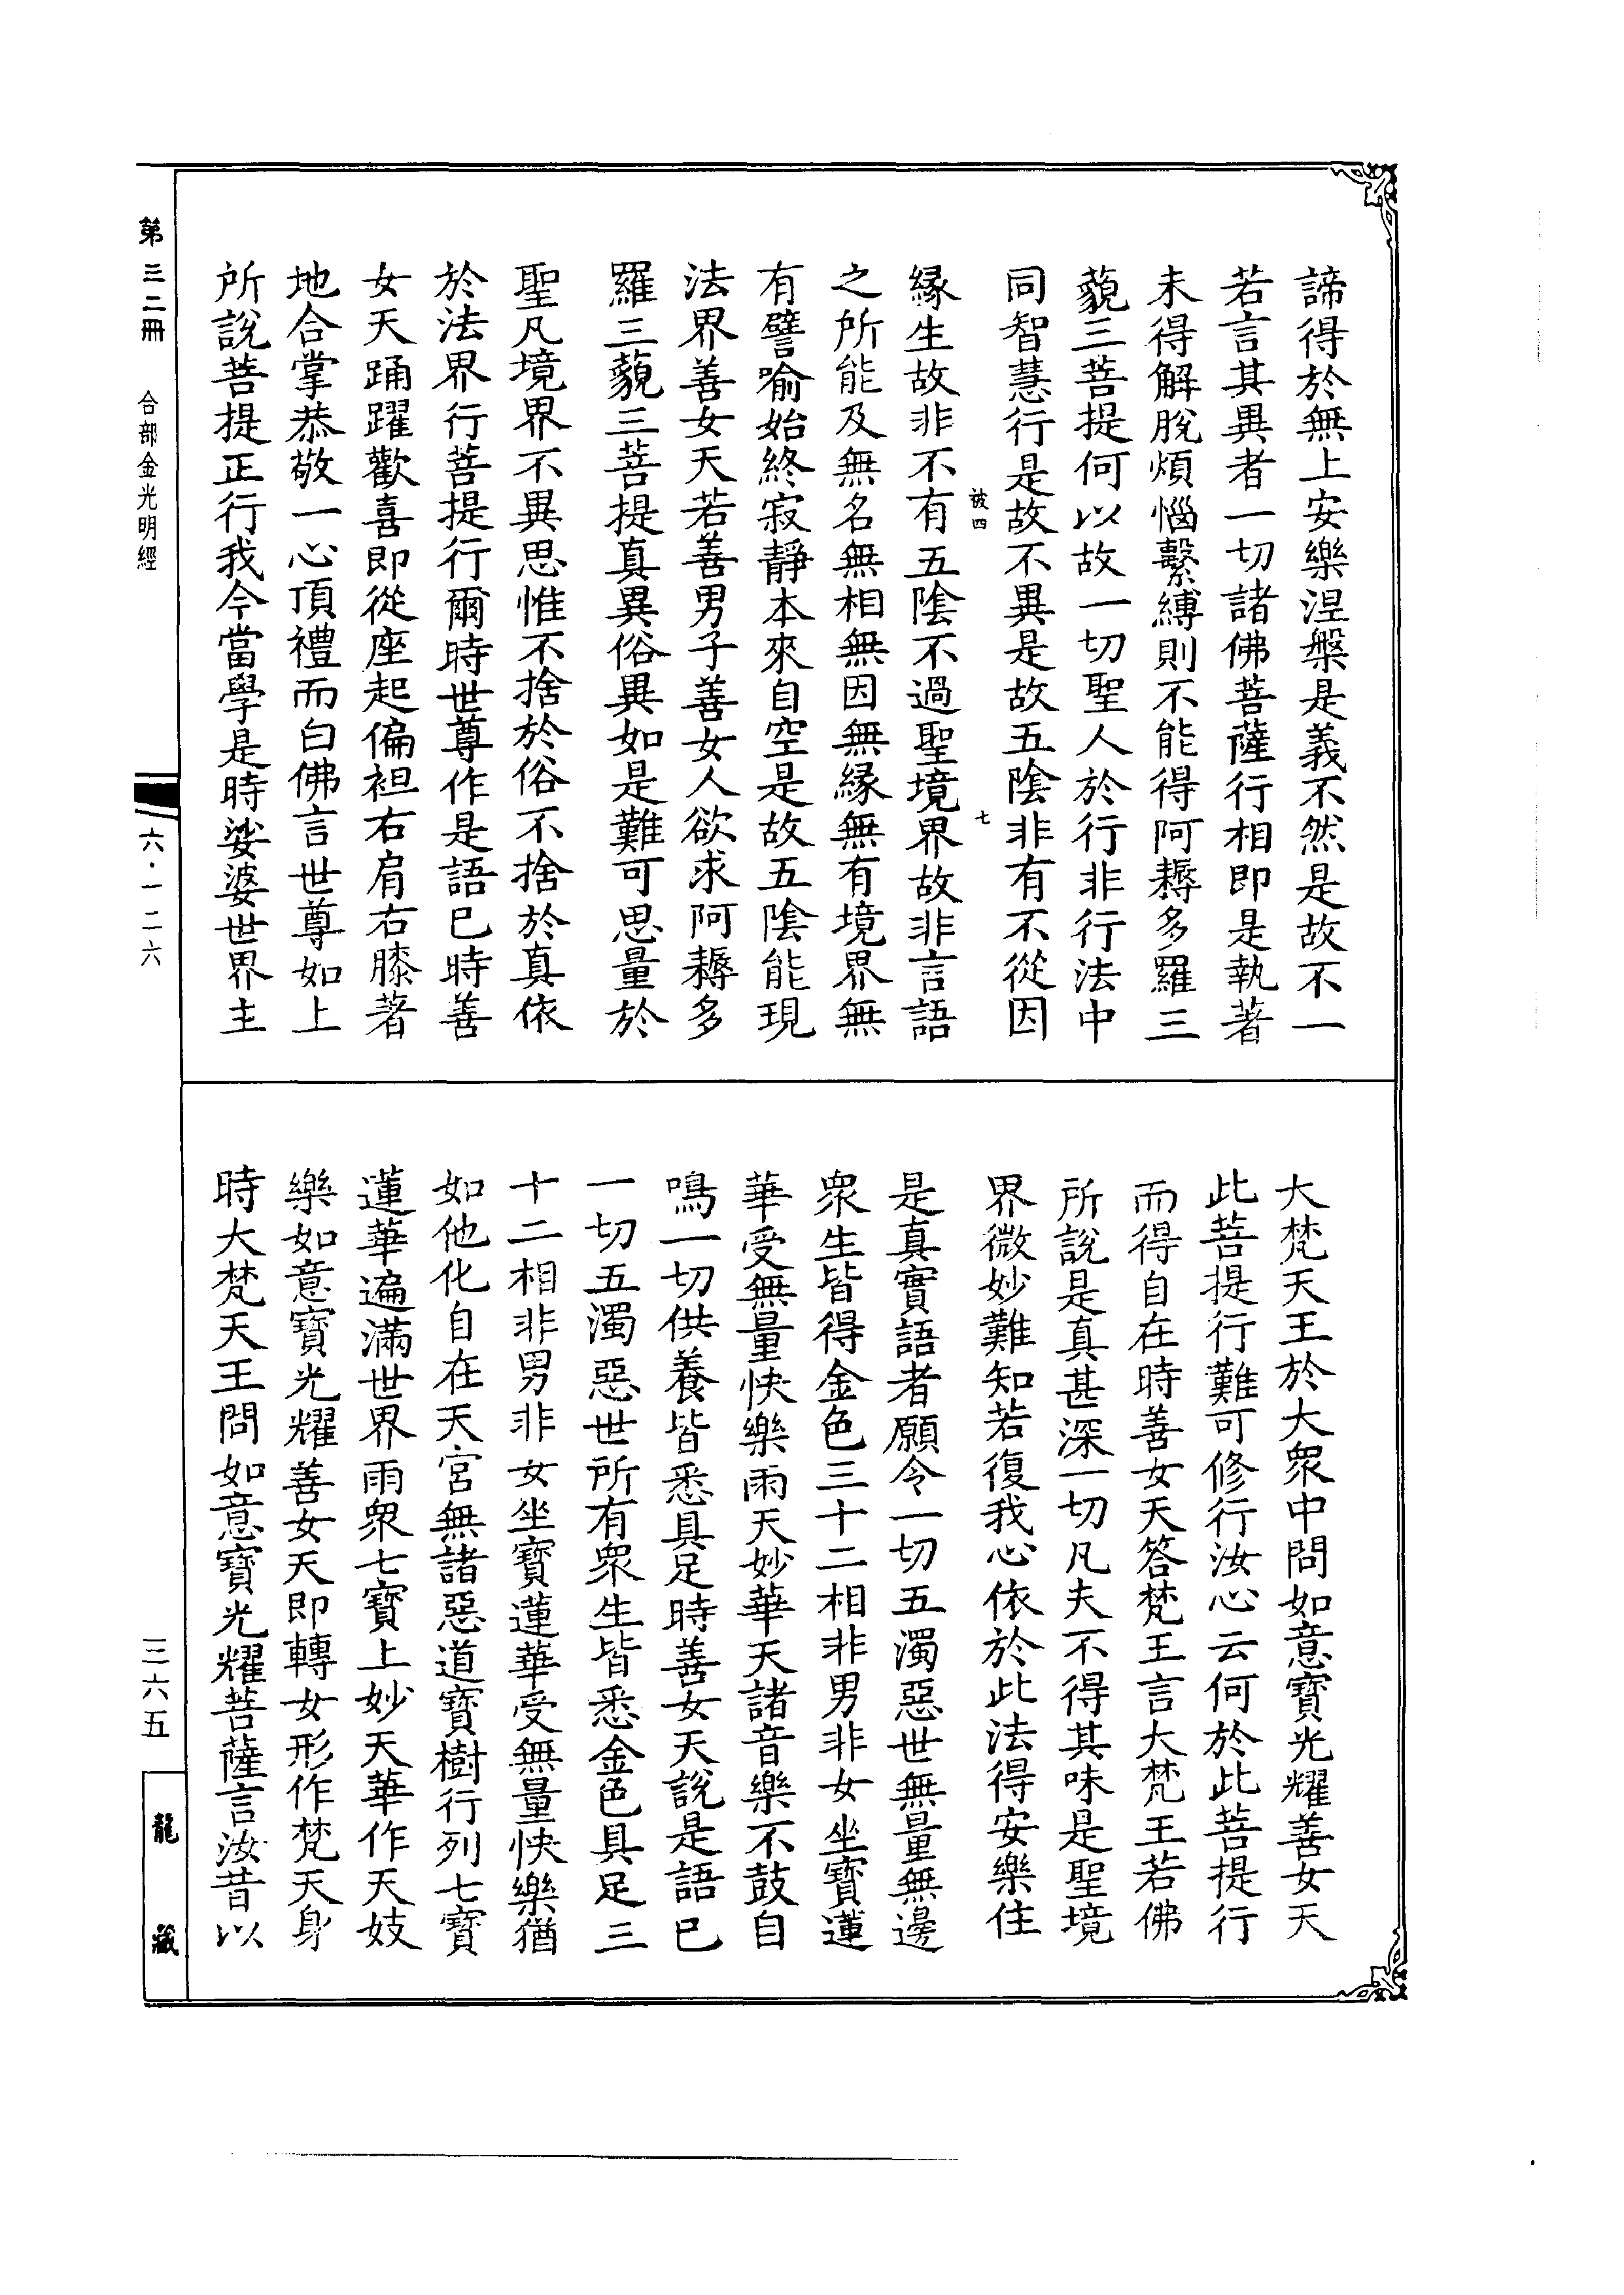 諦得於無上安樂涅槃是義不然是故不一
若言其異者一切諸佛菩薩行相即是執著
未得解脫煩惱繫縛則不能得阿耨多羅三
藐三菩提何以故一切聖人於行非行法中
同智慧行是故不異是故五陰非有不從因
被四 七
緣生故非不有五陰不過聖境界故非言語
之所能及無名無相無因無緣無有境界無
有譬喻始終寂靜本來自空是故五陰能現
法界善女天若善男子善女人欲求阿耨多
羅三藐三菩提真異俗異如是難可思量於
聖凡境界不異思惟不捨於俗不捨於真依
於法界行菩提行爾時世尊作是語已時善
女天踊躍歡喜即從座起偏袒右肩右膝著
地合掌恭敬一心頂禮而白佛言世尊如上
所說菩提正行我今當學是時娑婆世界主
大梵天王於大眾中問如意寶光耀善女天
此菩提行難可修行汝心云何於此菩提行
而得自在時善女天答梵王言大梵王若佛
所說是真甚深一切凡夫不得其味是聖境
界微妙難知若復我心依於此法得安樂住
是真實語者願令一切五濁惡世無量無邊
眾生皆得金色三十二相非男非女坐寶蓮
華受無量快樂雨天妙華天諸音樂不鼓自
鳴一切供養皆悉具足時善女天說是語已
一切五濁惡世所有眾生皆悉金色具足三
十二相非男非女坐寶蓮華受無量快樂猶
如他化自在天宮無諸惡道寶樹行列七寶
蓮華遍滿世界雨眾七寶上妙天華作天妓
樂如意寶光耀善女天即轉女形作梵天身
時大梵天王問如意寶光耀菩薩言汝昔以
第三二冊 合部金光明經 六·一二六 三六五 龍藏